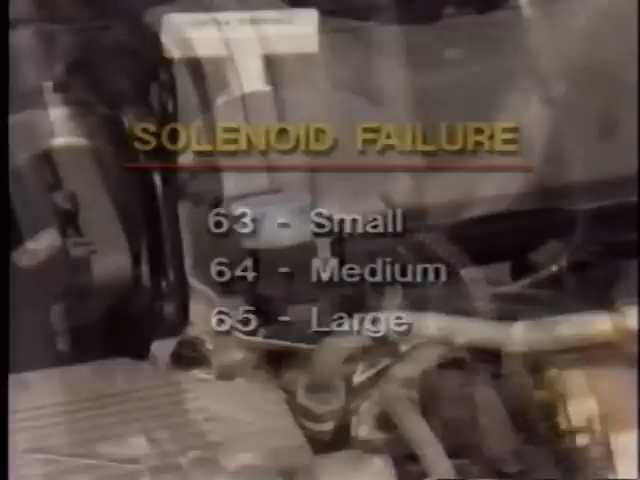 SOLENOID FAILURE
63 - Small
64 - Medium
65 - Large